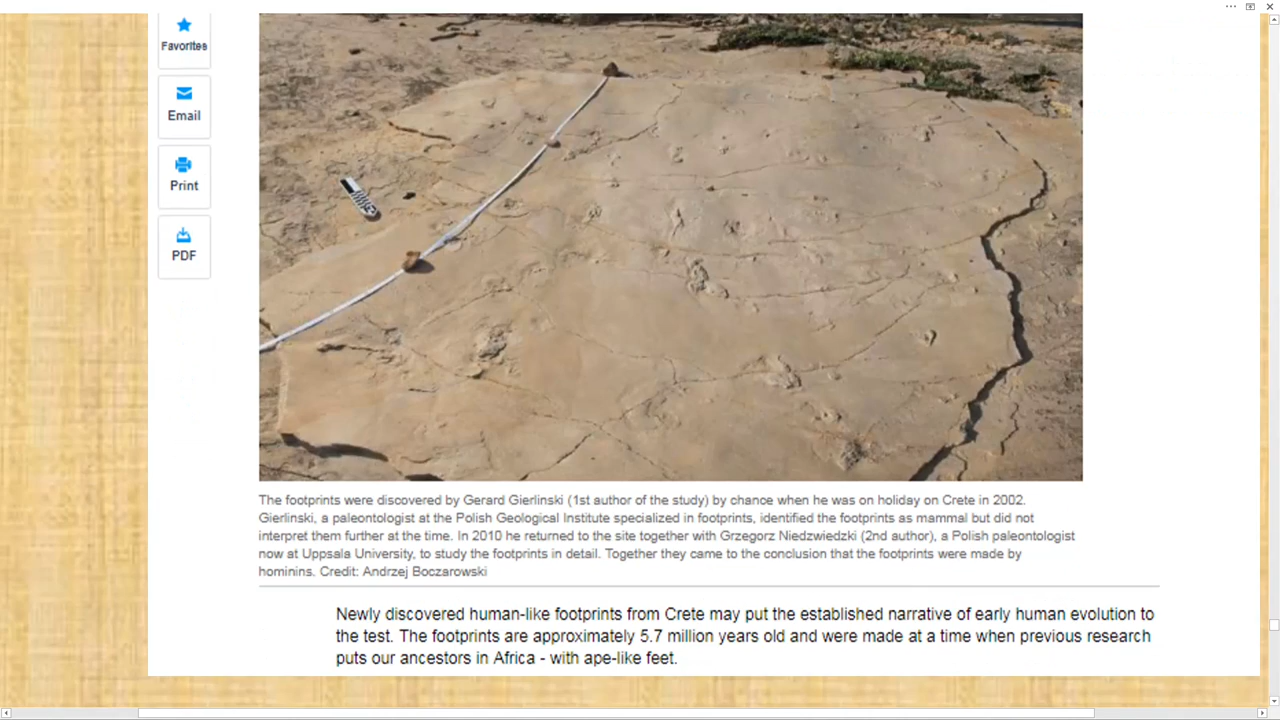 Favorites
Email
Print
PDF
The footprints were discovered by Gerard Gierlinski (1st author of the study) by chance when he was on holiday on Crete in 2002.
Gierlinski, a paleontologist at the Polish Geological Institute specialized in footprints, identified the footprints as mammal but did not
interpret them further at the time. In 2010 he returned to the site together with Grzegorz Niedzwiedzki (2nd author), a Polish paleontologist
now at Uppsala University, to study the footprints in detail. Together they came to the conclusion that the footprints were made by
hominins. Credit: Andrzej Boczarowski
Newly discovered human-like footprints from Crete may put the established narrative of early human evolution to
the test. The footprints are approximately 5.7 million years old and were made at a time when previous research
puts our ancestors in Africa - with ape-like feet.